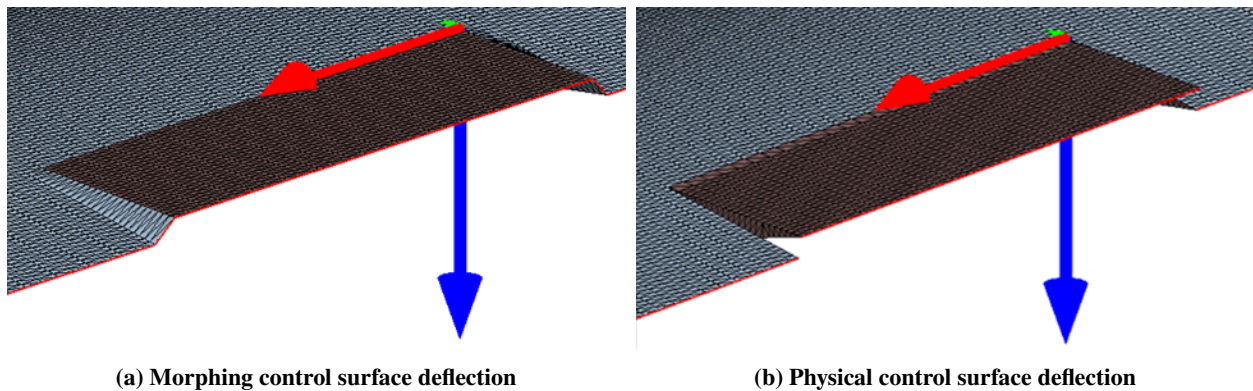 (a) Morphing control surface deflection
(b) Physical control surface deflection